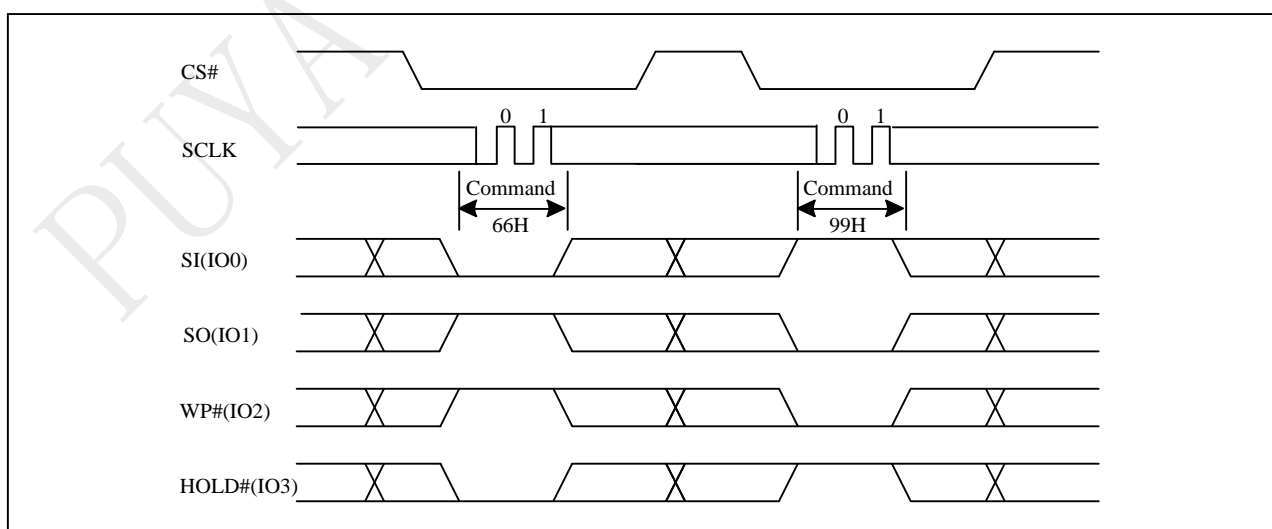 PUYA
CS#
0 1 0 1
SCLK
Command Command
66H 99H
SI(IO0)
SO(IO1)
WP#(IO2)
HOLD#(IO3)